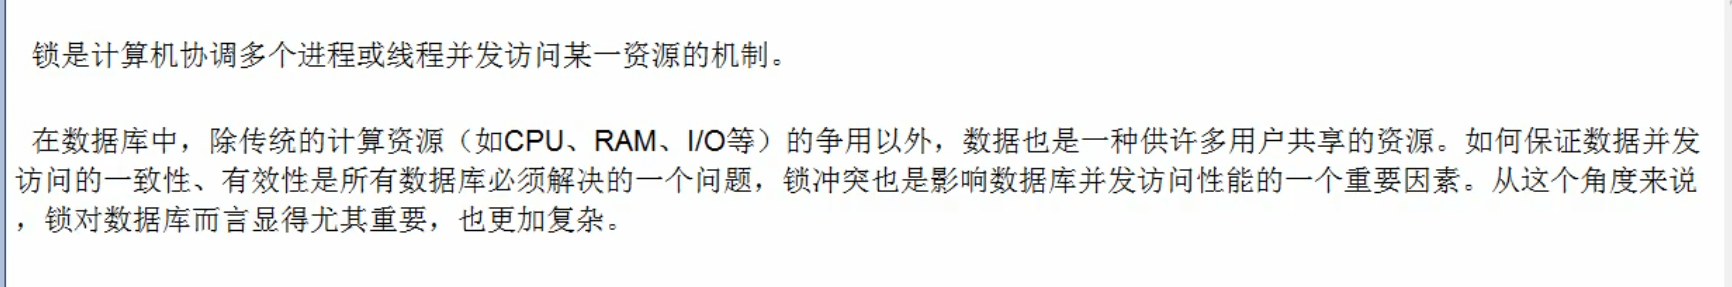 锁是计算机协调多个进程或线程并发访问某一资源的机制。
在数据库中，除传统的计算资源（如CPU、RAM、I/O等）的争用以外，数据也是一种供许多用户共享的资源。如何保证数据并发
访问的一致性、有效性是所有数据库必须解决的一个问题，锁冲突也是影响数据库并发访问性能的一个重要因素。从这个角度来说
，锁对数据库而言显得尤其重要，也更加复杂。